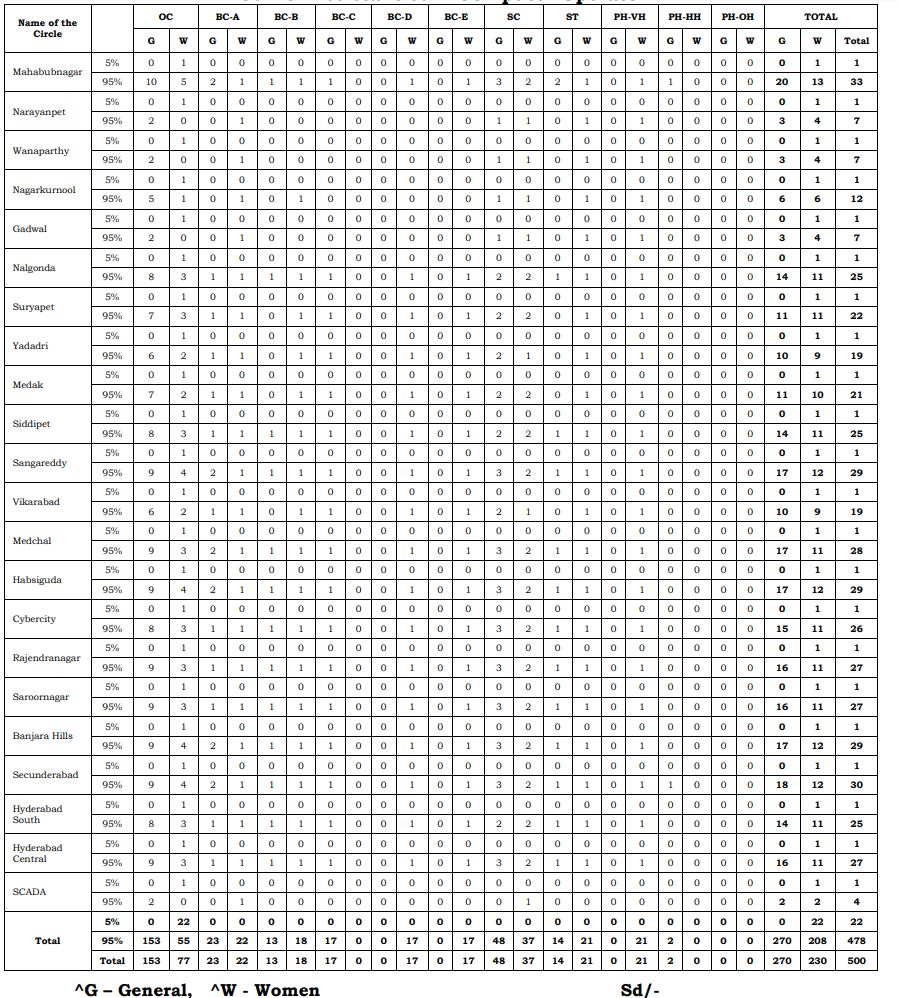 Name of the Circle OC BC-A BC-B BC-C BC-D BC-E SC ST PH-VH PH-HH PH-OH TOTAL
G W G W G W G W G W G W G W G W G W G W G W G W Total
Mahabubnagar 5% 0 1 0 0 0 0 0 0 0 0 0 0 0 0 0 0 0 0 0 0 0 0 0 1 1
95% 10 5 2 1 1 1 1 0 0 1 0 1 3 2 2 1 0 1 1 0 0 0 20 13 33
Narayanpet 5% 0 1 0 0 0 0 0 0 0 0 0 0 0 0 0 0 0 0 0 0 0 0 0 1 1
95% 2 0 0 1 0 0 0 0 0 0 0 0 1 1 0 1 0 1 0 0 0 0 3 4 7
Wanaparthy 5% 0 1 0 0 0 0 0 0 0 0 0 0 0 0 0 0 0 0 0 0 0 0 0 1 1
95% 2 0 0 1 0 0 0 0 0 0 0 0 1 1 0 1 0 1 0 0 0 0 3 4 7
Nagarkurnool 5% 0 1 0 0 0 0 0 0 0 0 0 0 0 0 0 0 0 0 0 0 0 0 0 1 1
95% 5 1 0 1 0 1 0 0 0 0 0 0 1 1 0 1 0 1 0 0 0 0 6 6 12
Gadwal 5% 0 1 0 0 0 0 0 0 0 0 0 0 0 0 0 0 0 0 0 0 0 0 0 1 1
95% 2 0 0 1 0 0 0 0 0 0 0 0 1 1 0 1 0 1 0 0 0 0 3 4 7
Nalgonda 5% 0 1 0 0 0 0 0 0 0 0 0 0 0 0 0 0 0 0 0 0 0 0 0 1 1
95% 8 3 1 1 1 1 1 0 0 1 0 1 2 2 1 1 0 1 0 0 0 0 14 11 25
Suryapet 5% 0 1 0 0 0 0 0 0 0 0 0 0 0 0 0 0 0 0 0 0 0 0 0 1 1
95% 7 3 1 1 0 1 1 0 0 1 0 1 2 2 0 1 0 1 0 0 0 0 11 11 22
Yadadri 5% 0 1 0 0 0 0 0 0 0 0 0 0 0 0 0 0 0 0 0 0 0 0 0 1 1
95% 6 2 1 1 0 1 1 0 0 1 0 1 2 1 0 1 0 1 0 0 0 0 10 9 19
Medak 5% 0 1 0 0 0 0 0 0 0 0 0 0 0 0 0 0 0 0 0 0 0 0 0 1 1
95% 7 2 1 1 0 1 1 0 0 1 0 1 2 2 0 1 0 1 0 0 0 0 11 10 21
Siddipet 5% 0 1 0 0 0 0 0 0 0 0 0 0 0 0 0 0 0 0 0 0 0 0 0 1 1
95% 8 3 1 1 1 1 1 0 0 1 0 1 2 2 1 1 0 1 0 0 0 0 14 11 25
Sangareddy 5% 0 1 0 0 0 0 0 0 0 0 0 0 0 0 0 0 0 0 0 0 0 0 0 1 1
95% 9 4 2 1 1 1 1 0 0 1 0 1 3 2 1 1 0 1 0 0 0 0 17 12 29
Vikarabad 5% 0 1 0 0 0 0 0 0 0 0 0 0 0 0 0 0 0 0 0 0 0 0 0 1 1
95% 6 2 1 1 0 1 1 0 0 1 0 1 2 1 0 1 0 1 0 0 0 0 10 9 19
Medchal 5% 0 1 0 0 0 0 0 0 0 0 0 0 0 0 0 0 0 0 0 0 0 0 0 1 1
95% 9 3 2 1 1 1 1 0 0 1 0 1 3 2 1 1 0 1 0 0 0 0 17 11 28
Habsiguda 5% 0 1 0 0 0 0 0 0 0 0 0 0 0 0 0 0 0 0 0 0 0 0 0 1 1
95% 9 4 2 1 1 1 1 0 0 1 0 1 3 2 1 1 0 1 0 0 0 0 17 12 29
Cybercity 5% 0 1 0 0 0 0 0 0 0 0 0 0 0 0 0 0 0 0 0 0 0 0 0 1 1
95% 8 3 1 1 1 1 1 0 0 1 0 1 3 2 1 1 0 1 0 0 0 0 15 11 26
Rajendranagar 5% 0 1 0 0 0 0 0 0 0 0 0 0 0 0 0 0 0 0 0 0 0 0 0 1 1
95% 9 3 1 1 1 1 1 0 0 1 0 1 3 2 1 1 0 1 0 0 0 0 16 11 27
Saroornagar 5% 0 1 0 0 0 0 0 0 0 0 0 0 0 0 0 0 0 0 0 0 0 0 0 1 1
95% 9 3 1 1 1 1 1 0 0 1 0 1 3 2 1 1 0 1 0 0 0 0 16 11 27
Banjara Hills 5% 0 1 0 0 0 0 0 0 0 0 0 0 0 0 0 0 0 0 0 0 0 0 0 1 1
95% 9 4 2 1 1 1 1 0 0 1 0 1 3 2 1 1 0 1 0 0 0 0 17 12 29
Secunderabad 5% 0 1 0 0 0 0 0 0 0 0 0 0 0 0 0 0 0 0 0 0 0 0 0 1 1
95% 9 4 2 1 1 1 1 0 0 1 0 1 3 2 1 1 0 1 1 0 0 0 18 12 30
Hyderabad South 5% 0 1 0 0 0 0 0 0 0 0 0 0 0 0 0 0 0 0 0 0 0 0 0 1 1
95% 8 3 1 1 1 1 1 0 0 1 0 1 2 2 1 1 0 1 0 0 0 0 14 11 25
Hyderabad Central 5% 0 1 0 0 0 0 0 0 0 0 0 0 0 0 0 0 0 0 0 0 0 0 0 1 1
95% 9 3 1 1 1 1 1 0 0 1 0 1 3 2 1 1 0 1 0 0 0 0 16 11 27
SCADA 5% 0 1 0 0 0 0 0 0 0 0 0 0 0 0 0 0 0 0 0 0 0 0 0 1 1
95% 2 0 0 1 0 0 0 0 0 0 0 0 0 1 0 0 0 0 0 0 0 0 2 2 4
Total 5% 0 22 0 0 0 0 0 0 0 0 0 0 0 0 0 0 0 0 0 0 0 0 0 22 22
95% 153 55 23 22 13 18 17 0 0 17 0 17 48 37 14 21 0 21 2 0 0 0 270 208 478
Total 153 77 23 22 13 18 17 0 0 17 0 17 48 37 14 21 0 21 2 0 0 0 270 230 500
^G – General, ^W - Women Sd/-